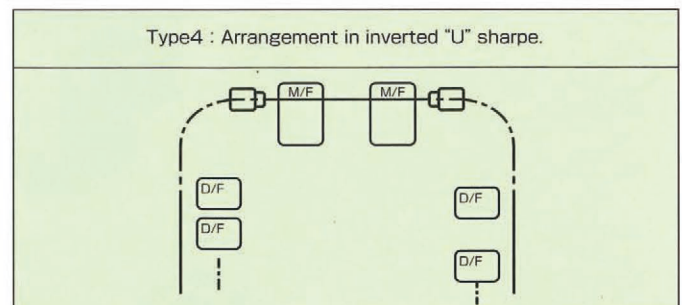 Type4 : Arrangement in inverted “U” sharpe.
M/F M/F
D/F
D/F
D/F
D/F